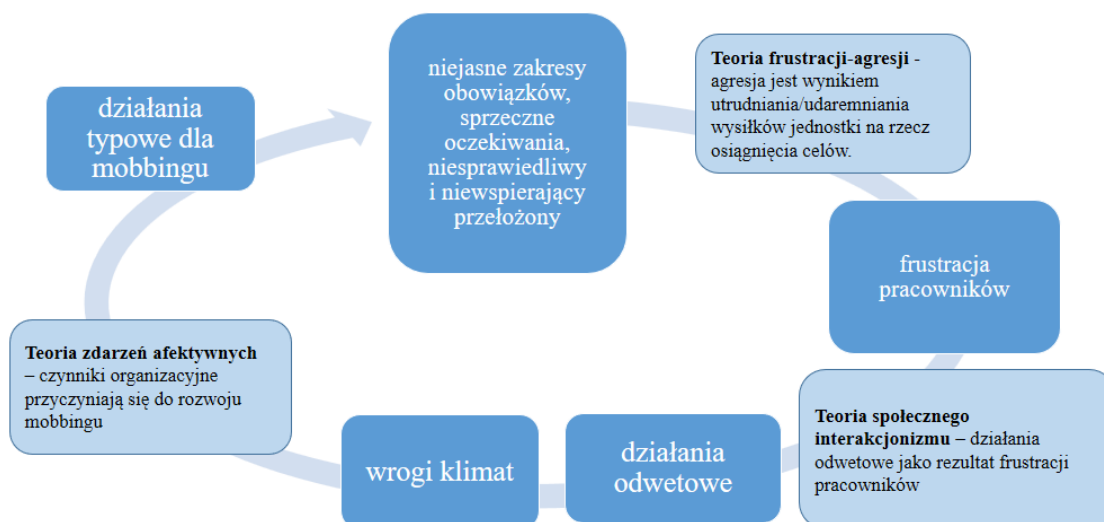 niejasne zakresy
obowiązków,
sprzeczne
oczekiwania,
niesprawiedliwy
i niewspierający
przełożony
Teoria frustracji-agresji -
agresja jest wynikiem
utrudniania/udaremniania
wysiłków jednostki na rzecz
osiągnięcia celów.
frustracja
pracowników
Teoria społecznego
interakcjonizmu – działania
odwetowe jako rezultat frustracji
pracowników
działania
odwetowe
wrogi klimat
Teoria zdarzeń afektywnych
– czynniki organizacyjne
przyczyniają się do rozwoju
mobbingu
działania
typowe dla
mobbingu